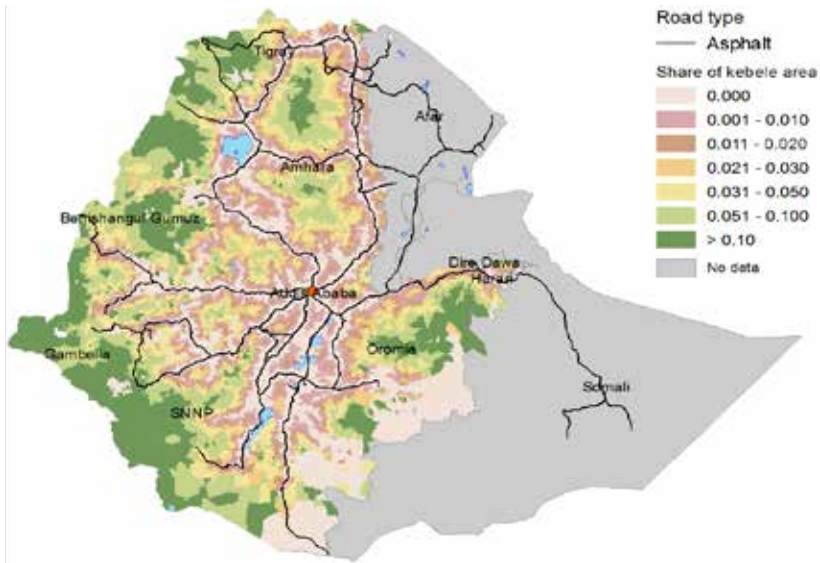 Road type
Asphalt
Share of kebele area
0.000
0.001 - 0.010
0.011 - 0.020
0.021 - 0.030
0.031 - 0.050
0.051 - 0.100
> 0.10
No data
Tigray
Afar
Amhara
Benishangul Gumuz
Dire Dawa
Harari
Addis Ababa
Oromia
Gambella
Somali
SNNP